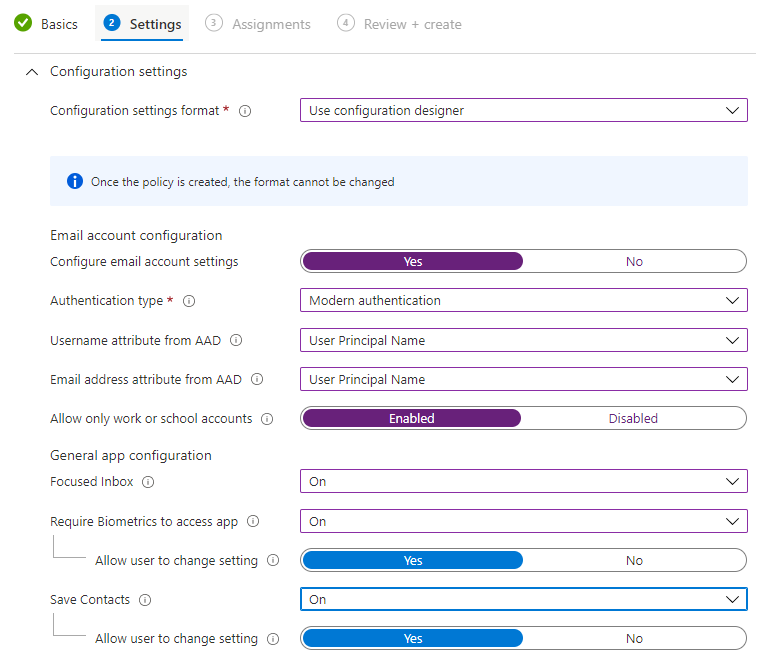 Basics 2 Settings 3 Assignments 4 Review + create
Configuration settings
Configuration settings format * Use configuration designer
Once the policy is created, the format cannot be changed
Email account configuration
Configure email account settings Yes No
Authentication type * Modern authentication
Username attribute from AAD User Principal Name
Email address attribute from AAD User Principal Name
Allow only work or school accounts Enabled Disabled
General app configuration
Focused Inbox On
Require Biometrics to access app On
Allow user to change setting Yes No
Save Contacts On
Allow user to change setting Yes No